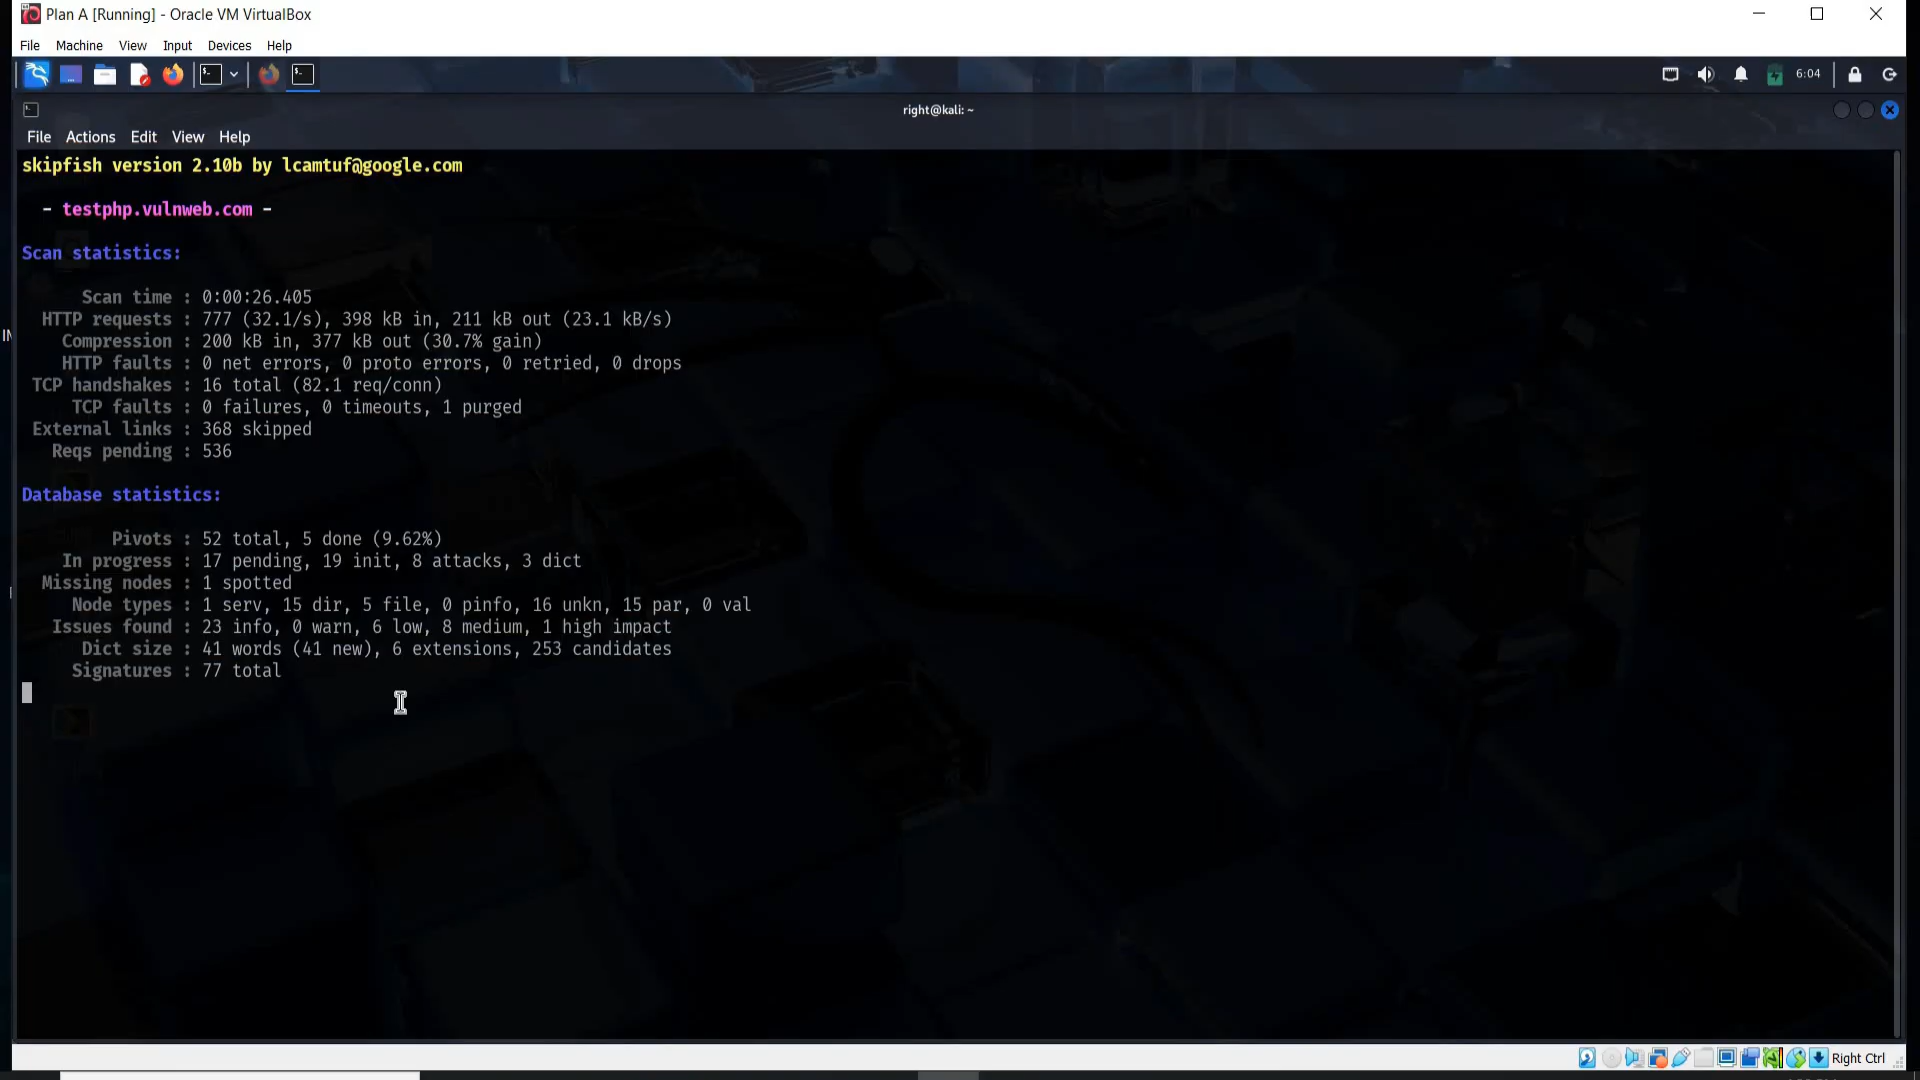 Plan A [Running] - Oracle VM VirtualBox
File Machine View Input Devices Help
6:04
right@kali: ~
File Actions Edit View Help
skipfish version 2.10b by lcamtuf@google.com
- testphp.vulnweb.com -
Scan statistics:
Scan time : 0:00:26.405
HTTP requests : 777 (32.1/s), 398 kB in, 211 kB out (23.1 kB/s)
Compression : 200 kB in, 377 kB out (30.7% gain)
HTTP faults : 0 net errors, 0 proto errors, 0 retried, 0 drops
TCP handshakes : 16 total (82.1 req/conn)
TCP faults : 0 failures, 0 timeouts, 1 purged
External links : 368 skipped
Reqs pending : 536
Database statistics:
Pivots : 52 total, 5 done (9.62%)
In progress : 17 pending, 19 init, 8 attacks, 3 dict
Missing nodes : 1 spotted
Node types : 1 serv, 15 dir, 5 file, 0 pinfo, 16 unkn, 15 par, 0 val
Issues found : 23 info, 0 warn, 6 low, 8 medium, 1 high impact
Dict size : 41 words (41 new), 6 extensions, 253 candidates
Signatures : 77 total
Right Ctrl